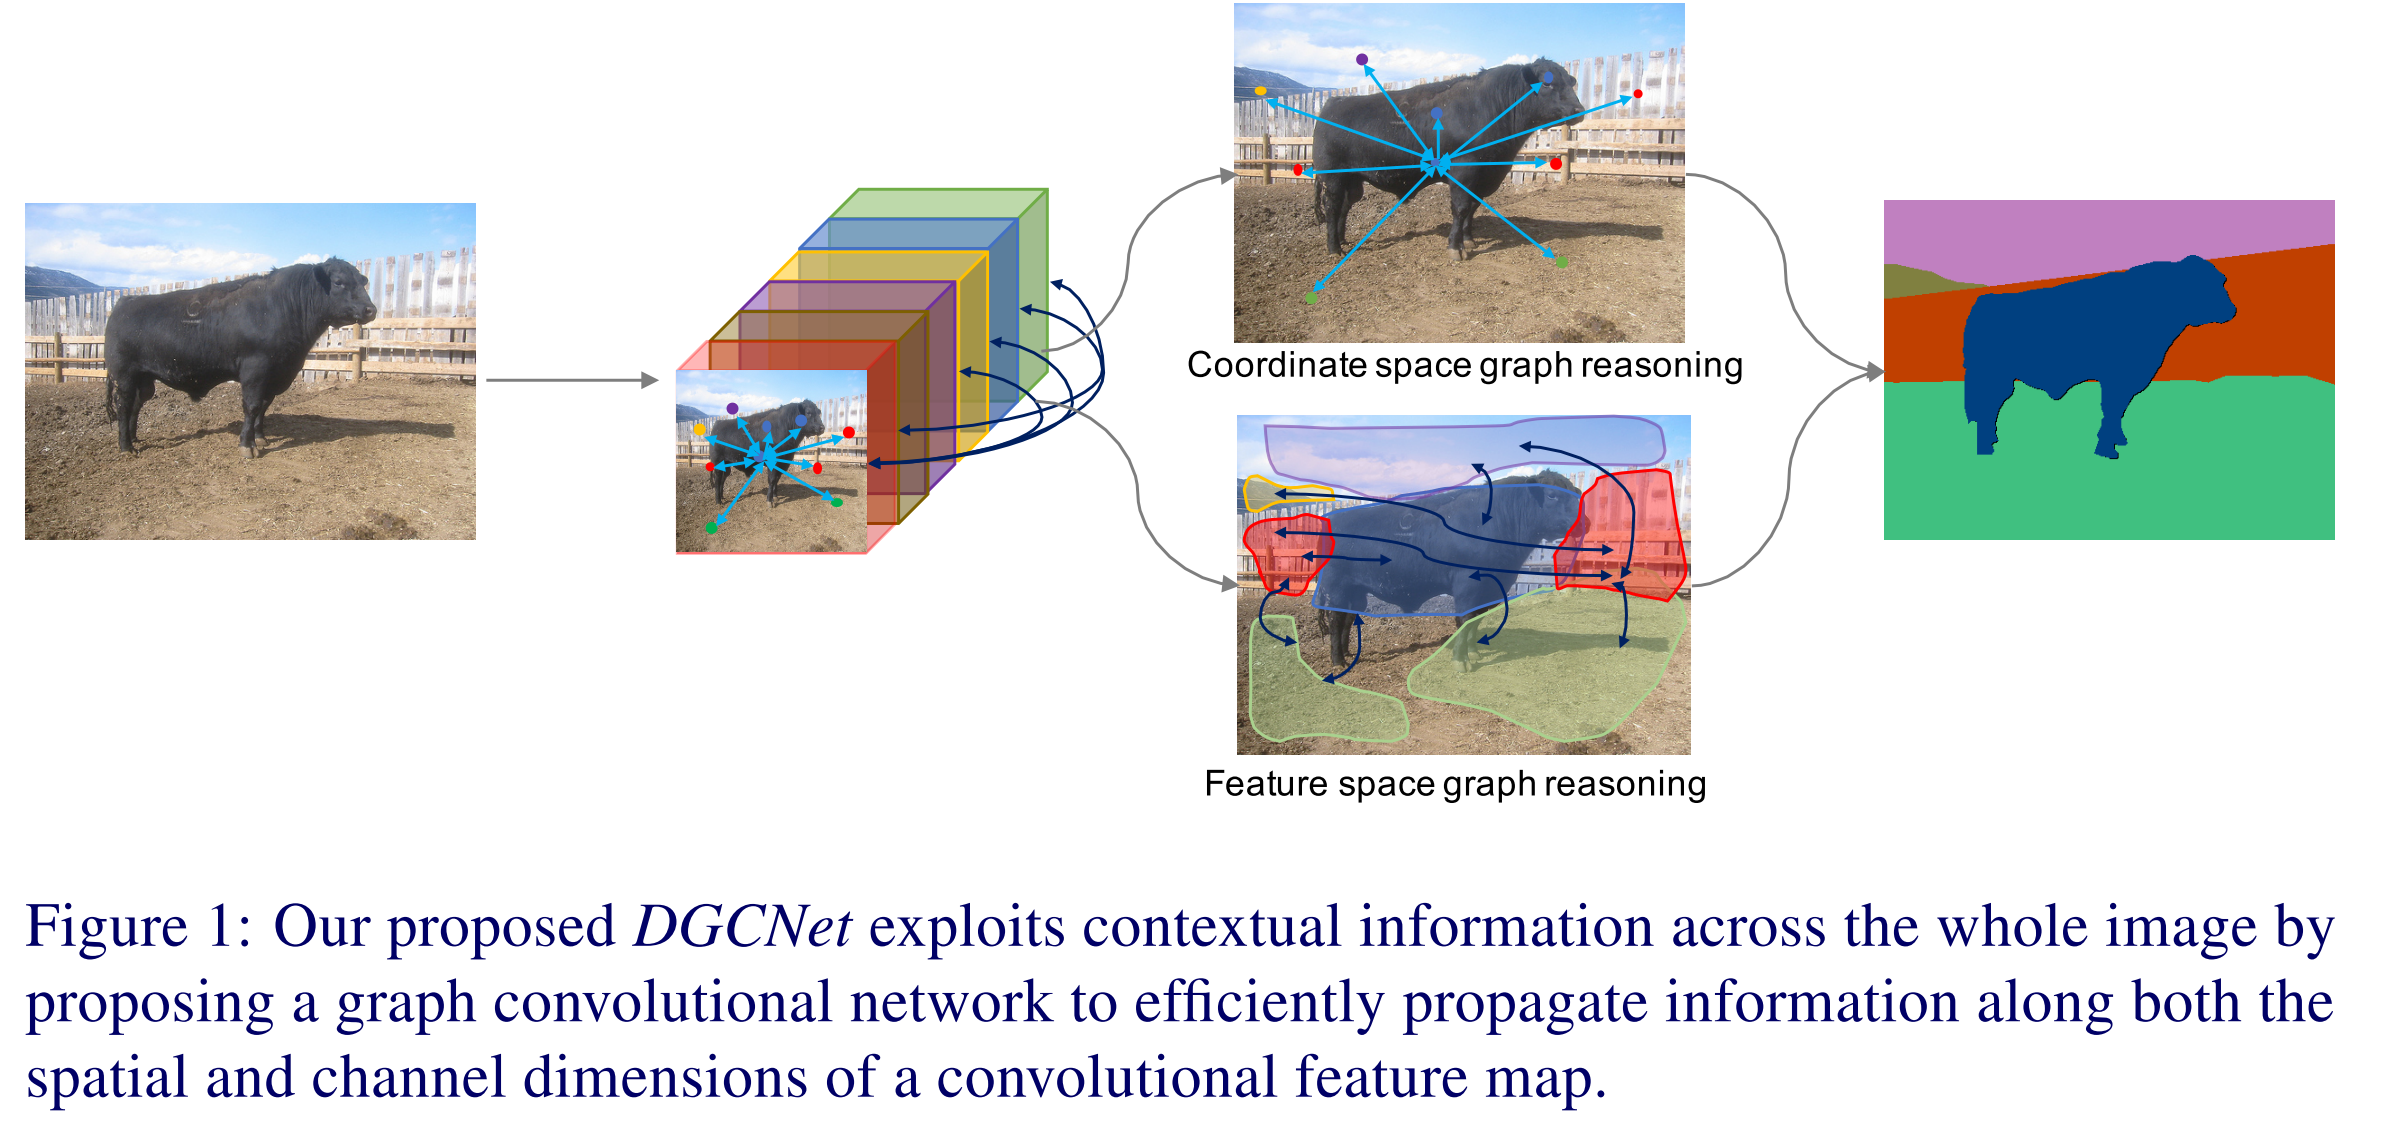 Coordinate space graph reasoning
Feature space graph reasoning
Figure 1: Our proposed DGCNet exploits contextual information across the whole image by
proposing a graph convolutional network to efficiently propagate information along both the
spatial and channel dimensions of a convolutional feature map.